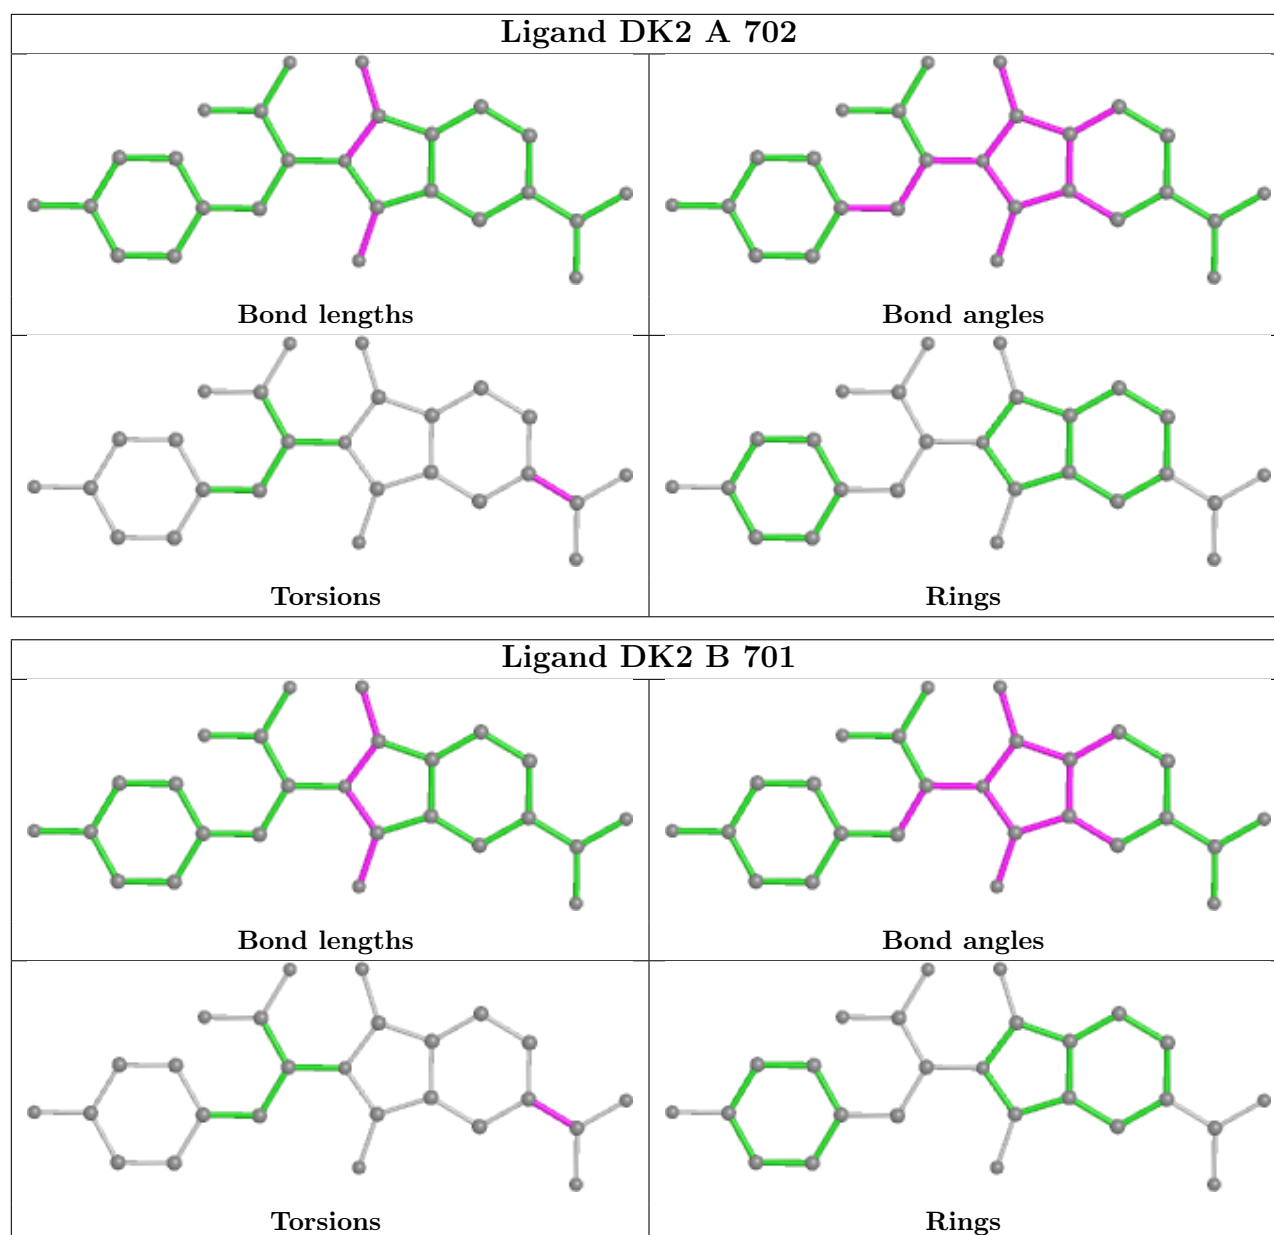 Ligand DK2 A 702
Bond lengths
Bond angles
Torsions
Rings
Ligand DK2 B 701
Bond lengths
Bond angles
Torsions
Rings